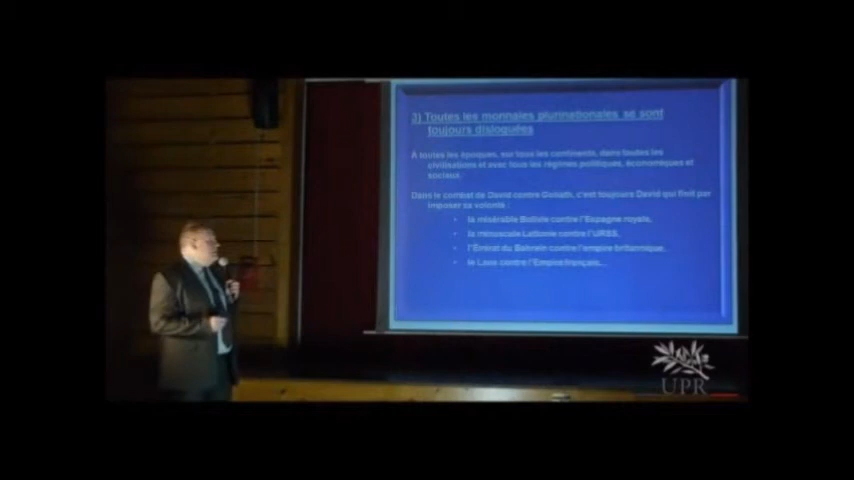 3) Toutes les monnaies plurinationales se sont
toujours disloquées
À toutes les époques, sur tous les continents, dans toutes les
civilisations et avec tous les régimes politiques, économiques et
sociaux.
Dans le combat de David contre Goliath, c'est toujours David qui finit par
imposer sa volonté :
• la misérable Bolivie contre l'Espagne royale,
• la minuscule Lettonie contre l'URSS,
• l'Émirat du Bahrein contre l'empire britannique,
• le Laos contre l'Empire français...
UPR